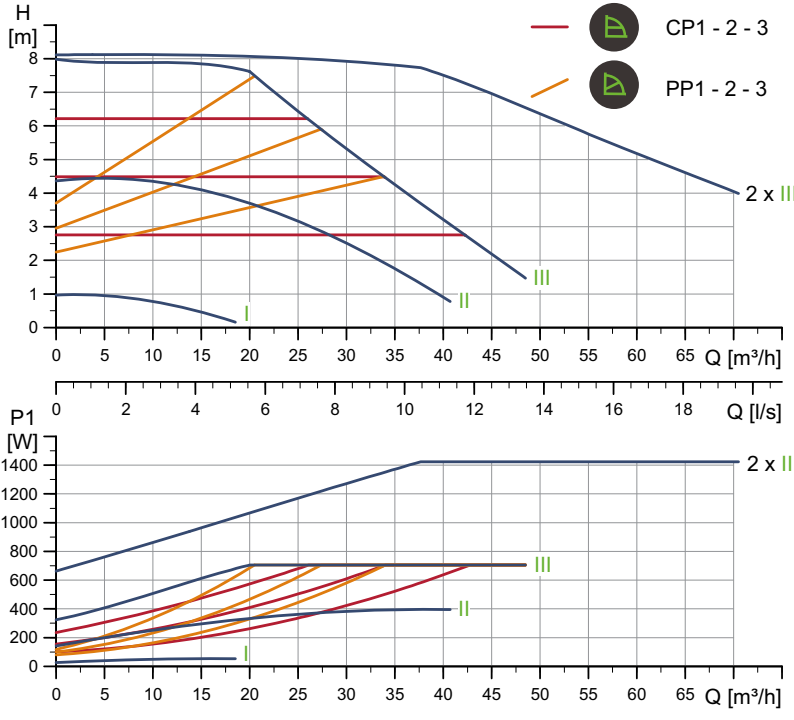 H
[m]
8
7
6
5
4
3
2
1
0
CP1 - 2 - 3
PP1 - 2 - 3
2 x III
III
II
I
0 5 10 15 20 25 30 35 40 45 50 55 60 65 Q [m³/h]
0 2 4 6 8 10 12 14 16 18 Q [l/s]
P1
[W]
1400
1200
1000
800
600
400
200
0
2 x II
III
II
I
0 5 10 15 20 25 30 35 40 45 50 55 60 65 Q [m³/h]